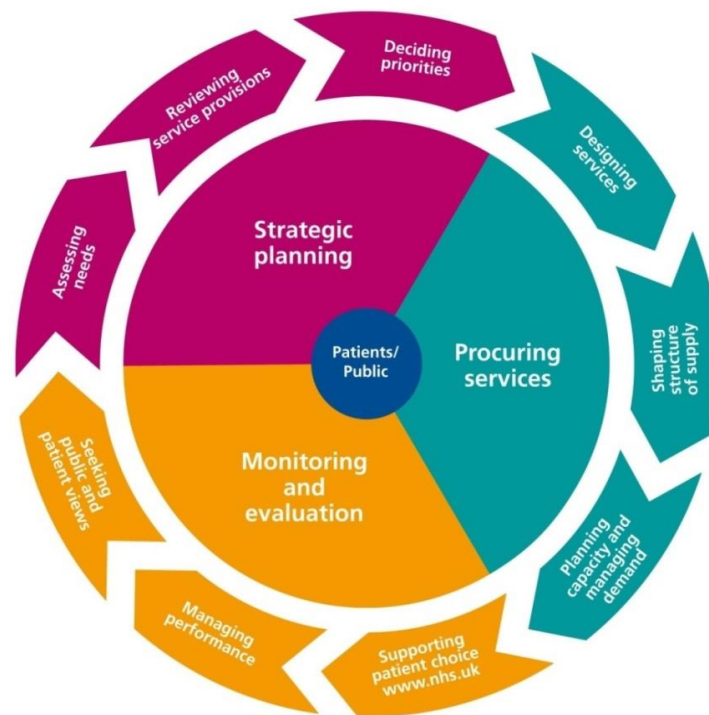 Deciding
priorities
Designing
services
Shaping
structure
of supply
Planning
capacity and
managing
demand
Supporting
patient choice
www.nhs.uk
Managing
performance
Seeking
public and
patient views
Assessing
needs
Reviewing
service provisions
Strategic
planning
Procuring
services
Monitoring
and
evaluation
Patients/
Public